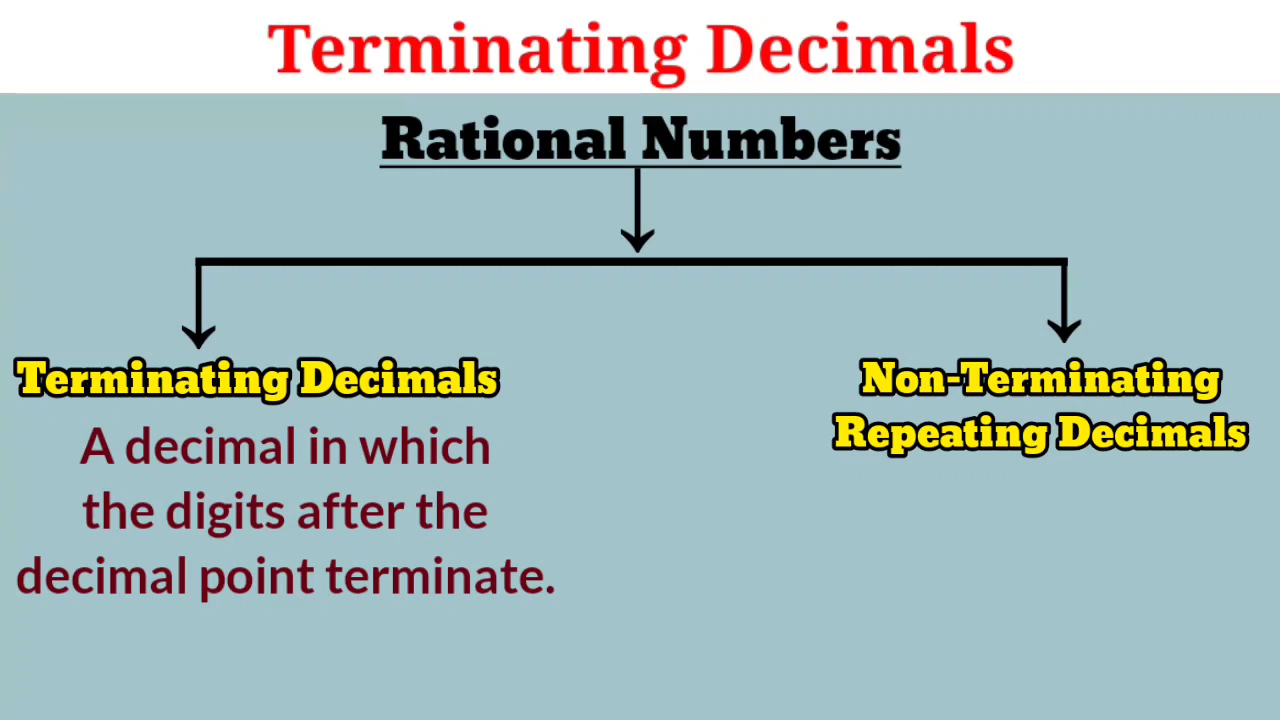 Terminating Decimals
Rational Numbers
Terminating Decimals
A decimal in which
the digits after the
decimal point terminate.
Non-Terminating
Repeating Decimals